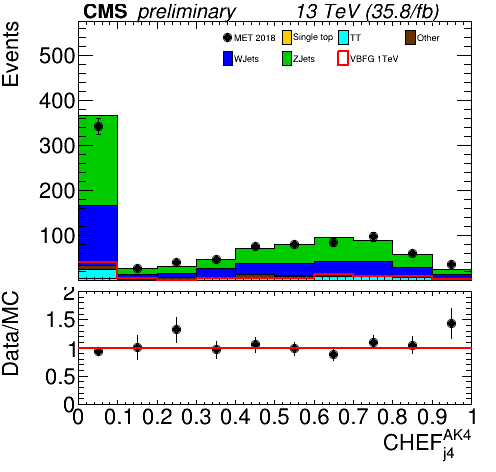 CMS preliminary 13 TeV (35.8/fb)
Events
MET 2018 Single top TT Other
WJets ZJets VBFG 1TeV
500
400
300
200
100
Data/MC
2
1.5
1
0.5
0
0 0.1 0.2 0.3 0.4 0.5 0.6 0.7 0.8 0.9 1
CHEF^{AK4}_{j4}